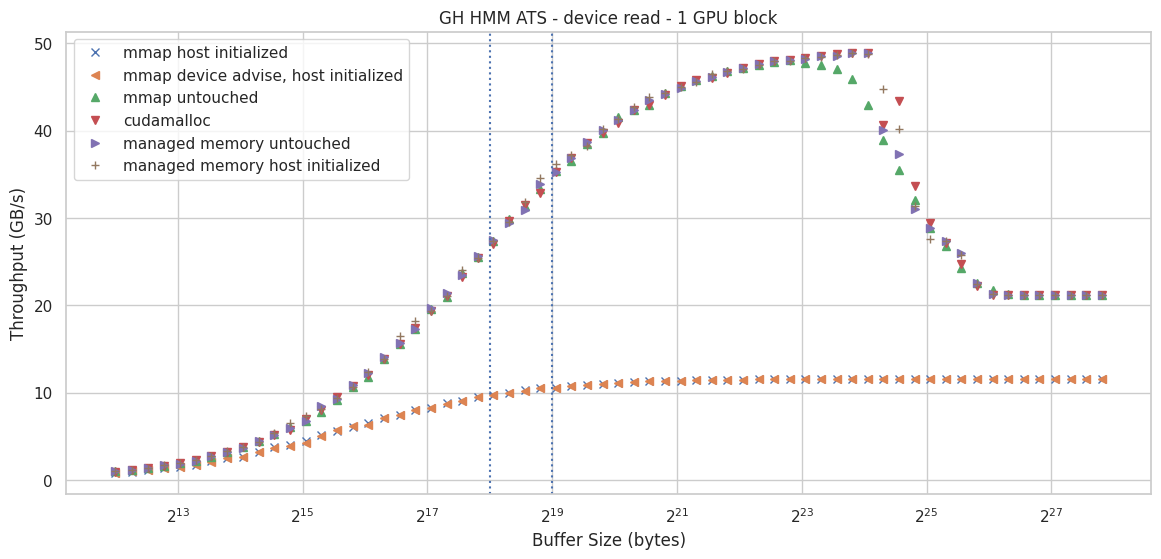 GH HMM ATS - device read - 1 GPU block
50
40
30
20
10
0
Throughput (GB/s)
mmap host initialized
mmap device advise, host initialized
mmap untouched
cudamalloc
managed memory untouched
managed memory host initialized
2^13 2^15 2^17 2^18 2^19 2^21 2^23 2^25 2^27
Buffer Size (bytes)